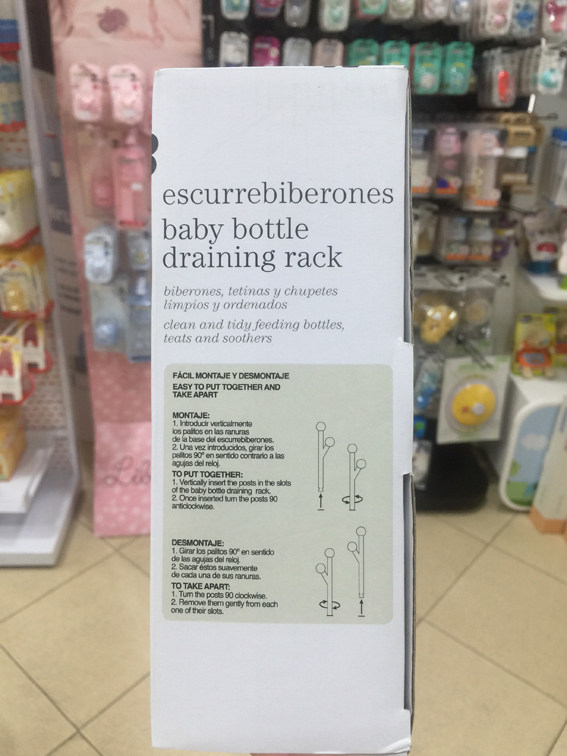 escurrebiberones
baby bottle
draining rack
biberones, tetinas y chupetes
limpios y ordenados
clean and tidy feeding bottles,
teats and soothers
FÁCIL MONTAJE Y DESMONTAJE
EASY TO PUT TOGETHER AND
TAKE APART
MONTAJE:
1. Introducir verticalmente
los palitos en las ranuras
de la base del escurrebiberones.
2. Una vez introducidos, girar los
palitos 90º en sentido contrario a las
agujas del reloj.
TO PUT TOGETHER:
1. Vertically insert the posts in the slots
of the baby bottle draining rack.
2. Once inserted turn the posts 90
anticlockwise.
DESMONTAJE:
1. Girar los palitos 90º en sentido
de las agujas del reloj.
2. Sacar éstos suavemente
de cada una de sus ranuras.
TO TAKE APART:
1. Turn the posts 90 clockwise.
2. Remove them gently from each
one of their slots.